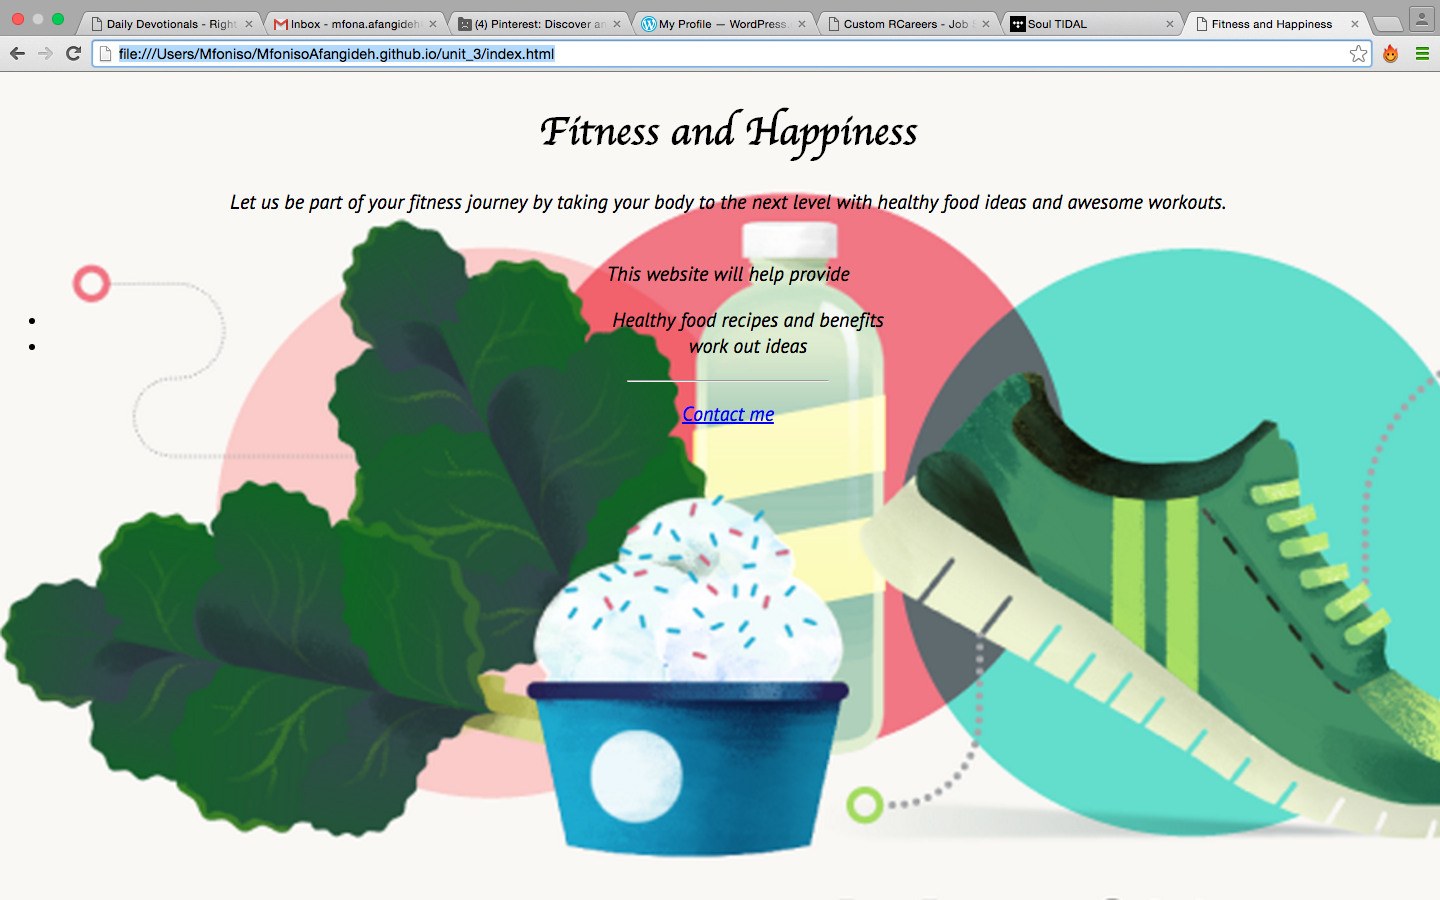 Daily Devotionals - Right
Inbox - mfona.afangideh
(4) Pinterest: Discover an
My Profile — WordPress.
Custom RCareers - Job S
Soul TIDAL
Fitness and Happiness
file:///Users/Mfoniso/MfonisoAfangideh.github.io/unit_3/index.html
Fitness and Happiness
Let us be part of your fitness journey by taking your body to the next level with healthy food ideas and awesome workouts.
This website will help provide
Healthy food recipes and benefits
work out ideas
Contact me